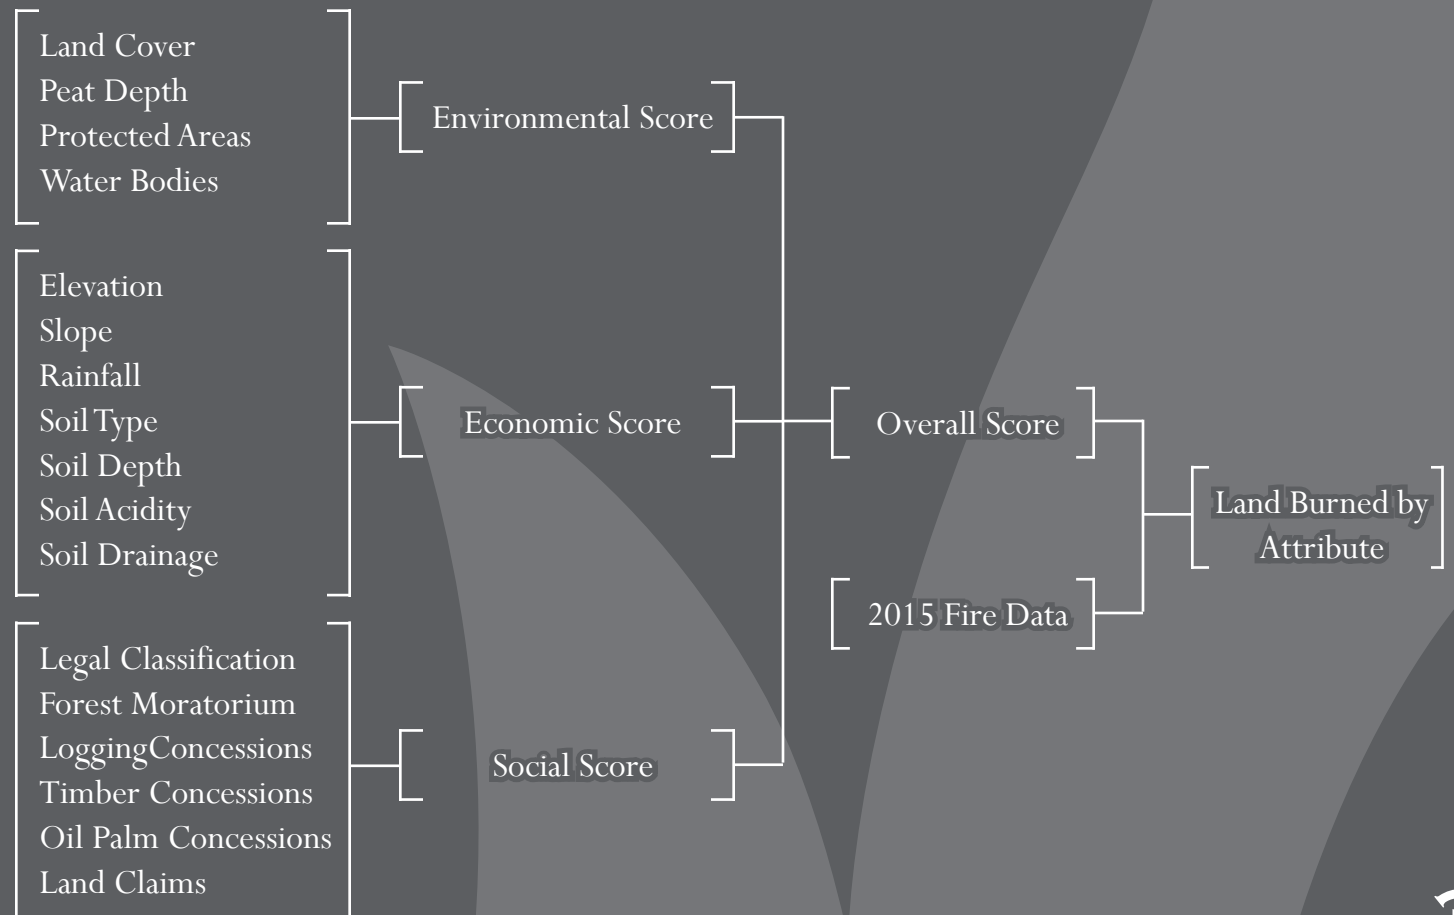 Land Cover
Peat Depth
Protected Areas
Water Bodies
Environmental Score
Elevation
Slope
Rainfall
Soil Type
Soil Depth
Soil Acidity
Soil Drainage
Economic Score
Legal Classification
Forest Moratorium
LoggingConcessions
Timber Concessions
Oil Palm Concessions
Land Claims
Social Score
Overall Score
2015 Fire Data
Land Burned by
Attribute